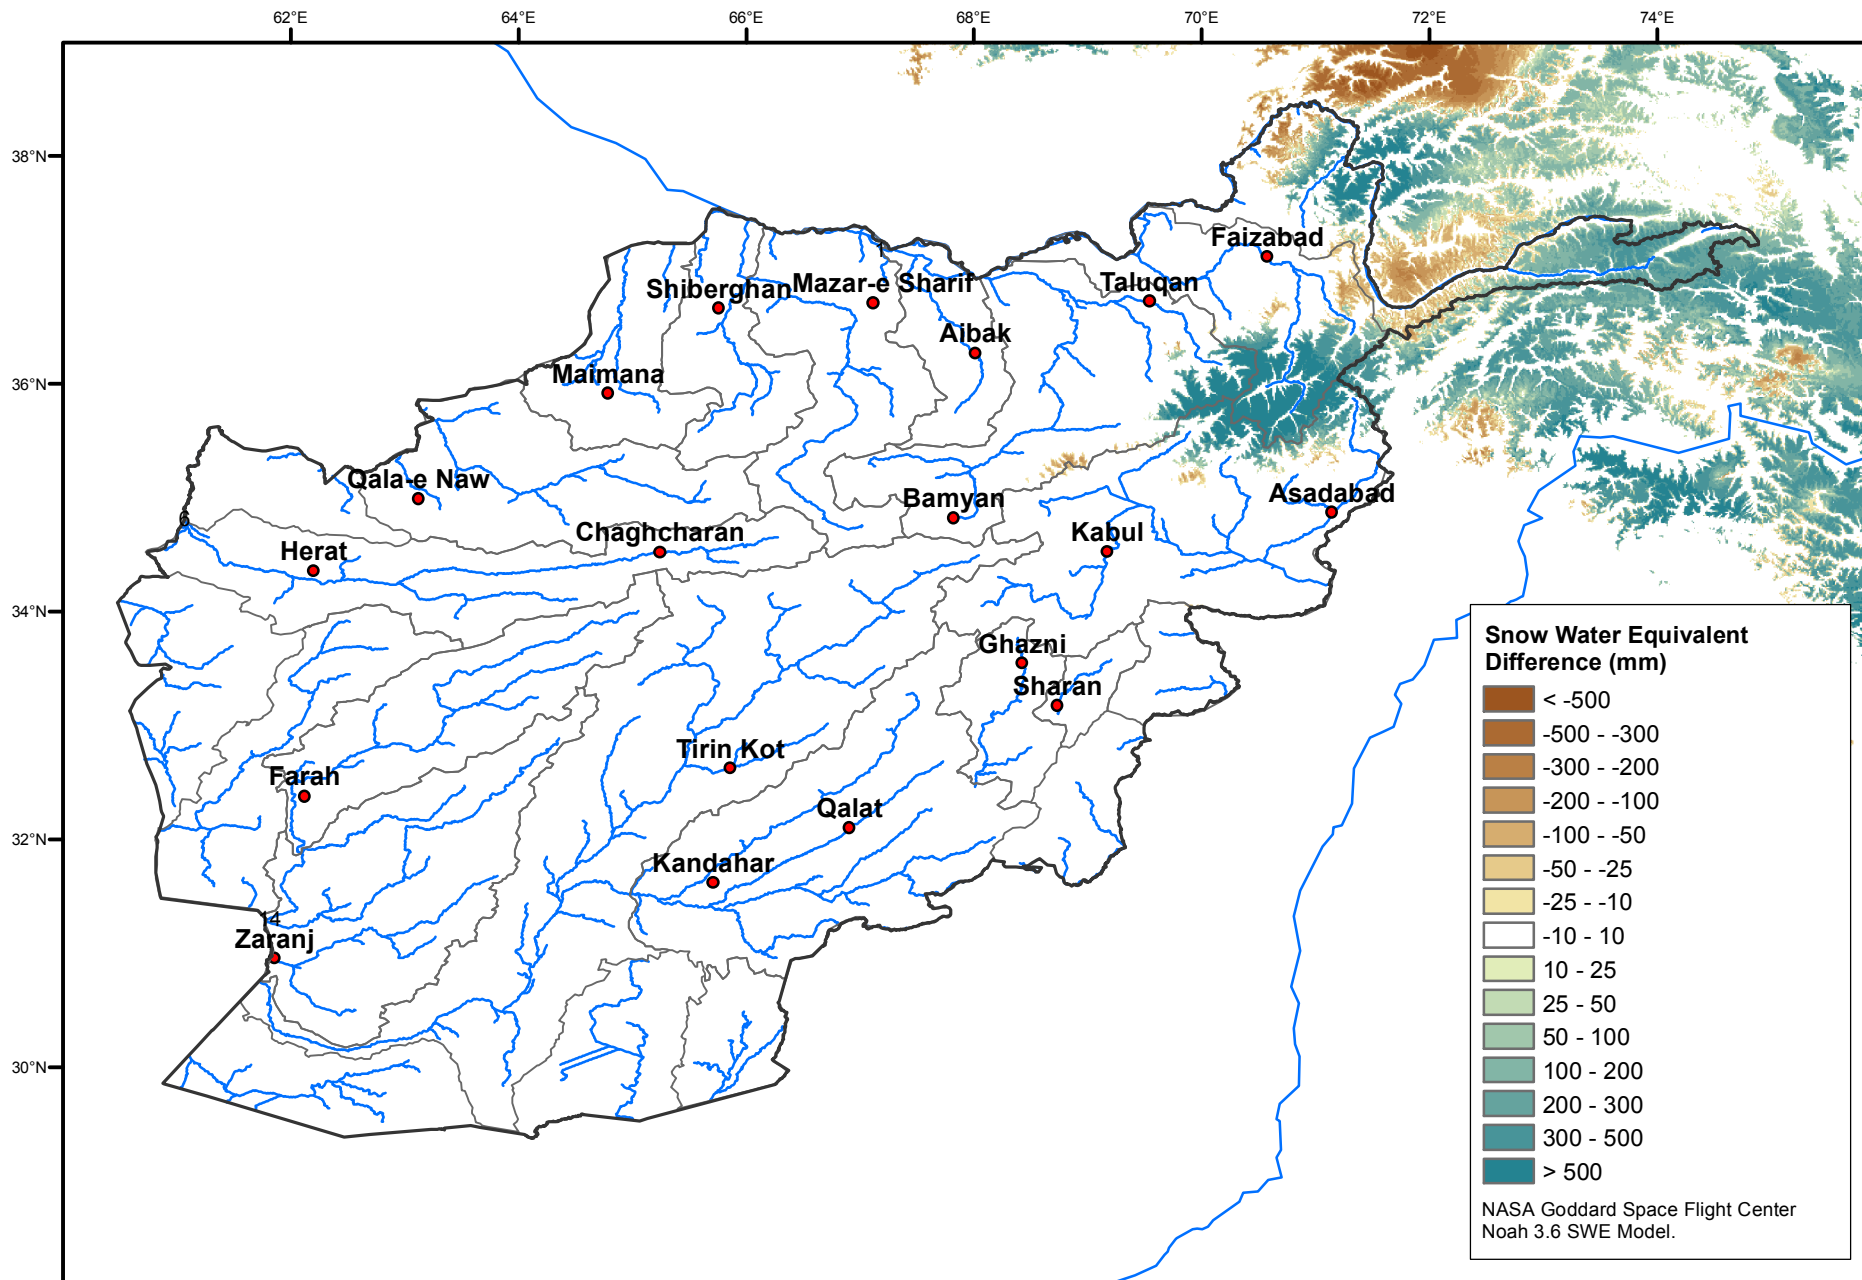 62°E
64°E
66°E
68°E
70°E
72°E
74°E
38°N
36°N
34°N
32°N
30°N
Faizabad
Shiberghan
Mazar-e Sharif
Taluqan
Aibak
Maimana
Qala-e Naw
Bamyan
Asadabad
6
Chaghcharan
Kabul
Herat
Ghazni
Sharan
Tirin Kot
Farah
Qalat
Kandahar
14
Zaranj
Snow Water Equivalent
Difference (mm)
< -500
-500 - -300
-300 - -200
-200 - -100
-100 - -50
-50 - -25
-25 - -10
-10 - 10
10 - 25
25 - 50
50 - 100
100 - 200
200 - 300
300 - 500
> 500
NASA Goddard Space Flight Center
Noah 3.6 SWE Model.